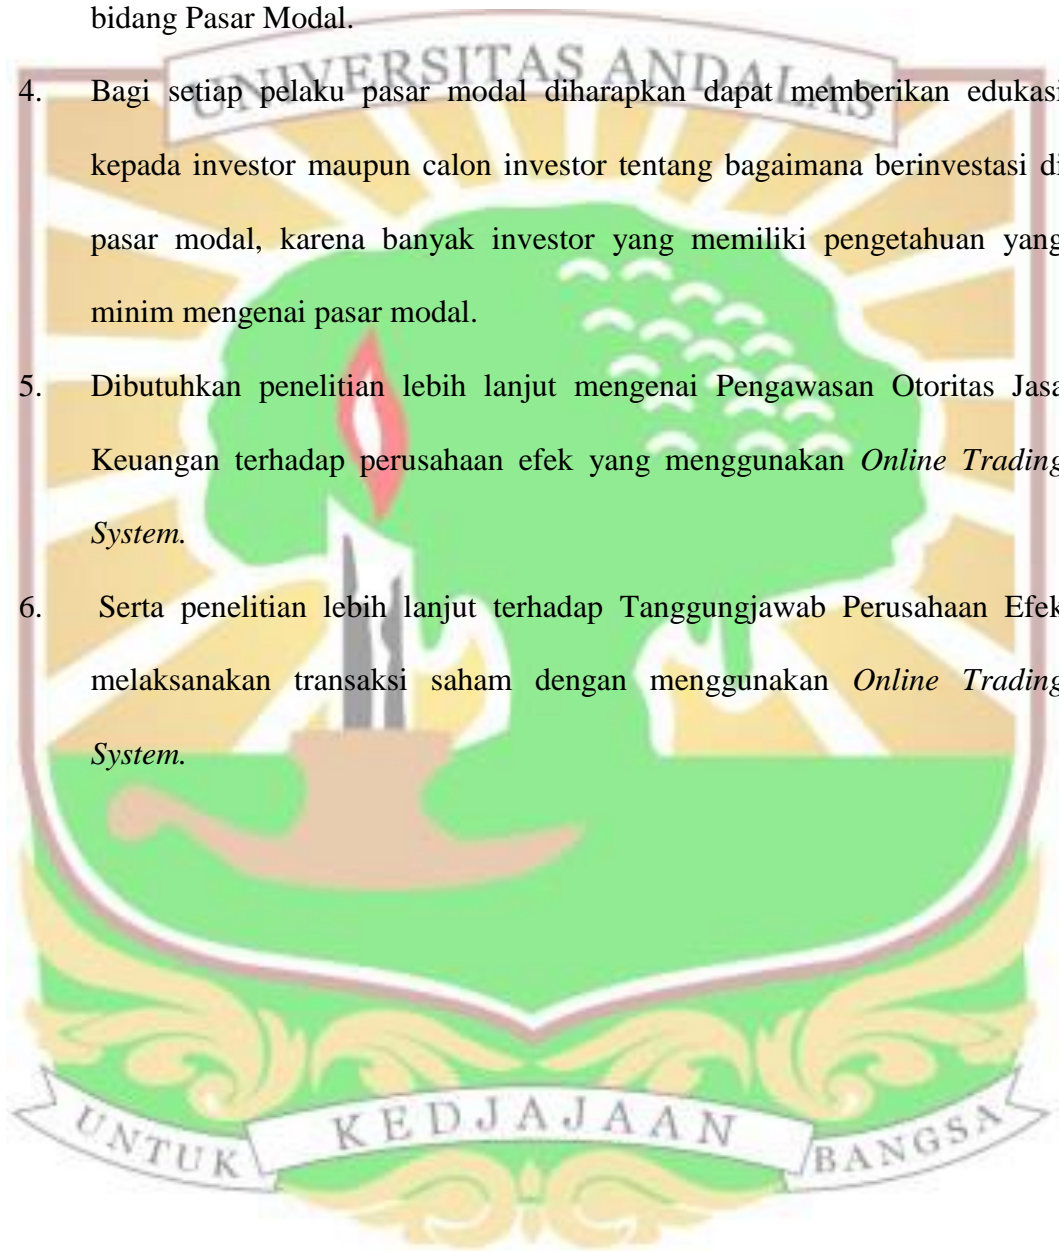 bidang Pasar Modal.
UNIVERSITAS ANDALAS
4. Bagi setiap pelaku pasar modal diharapkan dapat memberikan edukasi
kepada investor maupun calon investor tentang bagaimana berinvestasi di
pasar modal, karena banyak investor yang memiliki pengetahuan yang
minim mengenai pasar modal.
5. Dibutuhkan penelitian lebih lanjut mengenai Pengawasan Otoritas Jasa
Keuangan terhadap perusahaan efek yang menggunakan Online Trading
System.
6. Serta penelitian lebih lanjut terhadap Tanggungjawab Perusahaan Efek
melaksanakan transaksi saham dengan menggunakan Online Trading
System.
UNTUK KEDJAJAAN BANGSA